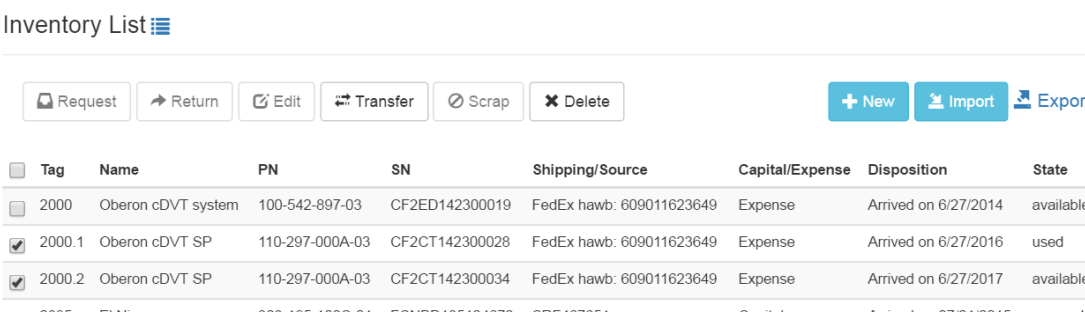 Inventory List
Request Return Edit Transfer Scrap Delete New Import Expor
Tag Name PN SN Shipping/Source Capital/Expense Disposition State
2000 Oberon cDVT system 100-542-897-03 CF2ED142300019 FedEx hawb: 609011623649 Expense Arrived on 6/27/2014 available
2000.1 Oberon cDVT SP 110-297-000A-03 CF2CT142300028 FedEx hawb: 609011623649 Expense Arrived on 6/27/2016 used
2000.2 Oberon cDVT SP 110-297-000A-03 CF2CT142300034 FedEx hawb: 609011623649 Expense Arrived on 6/27/2017 available